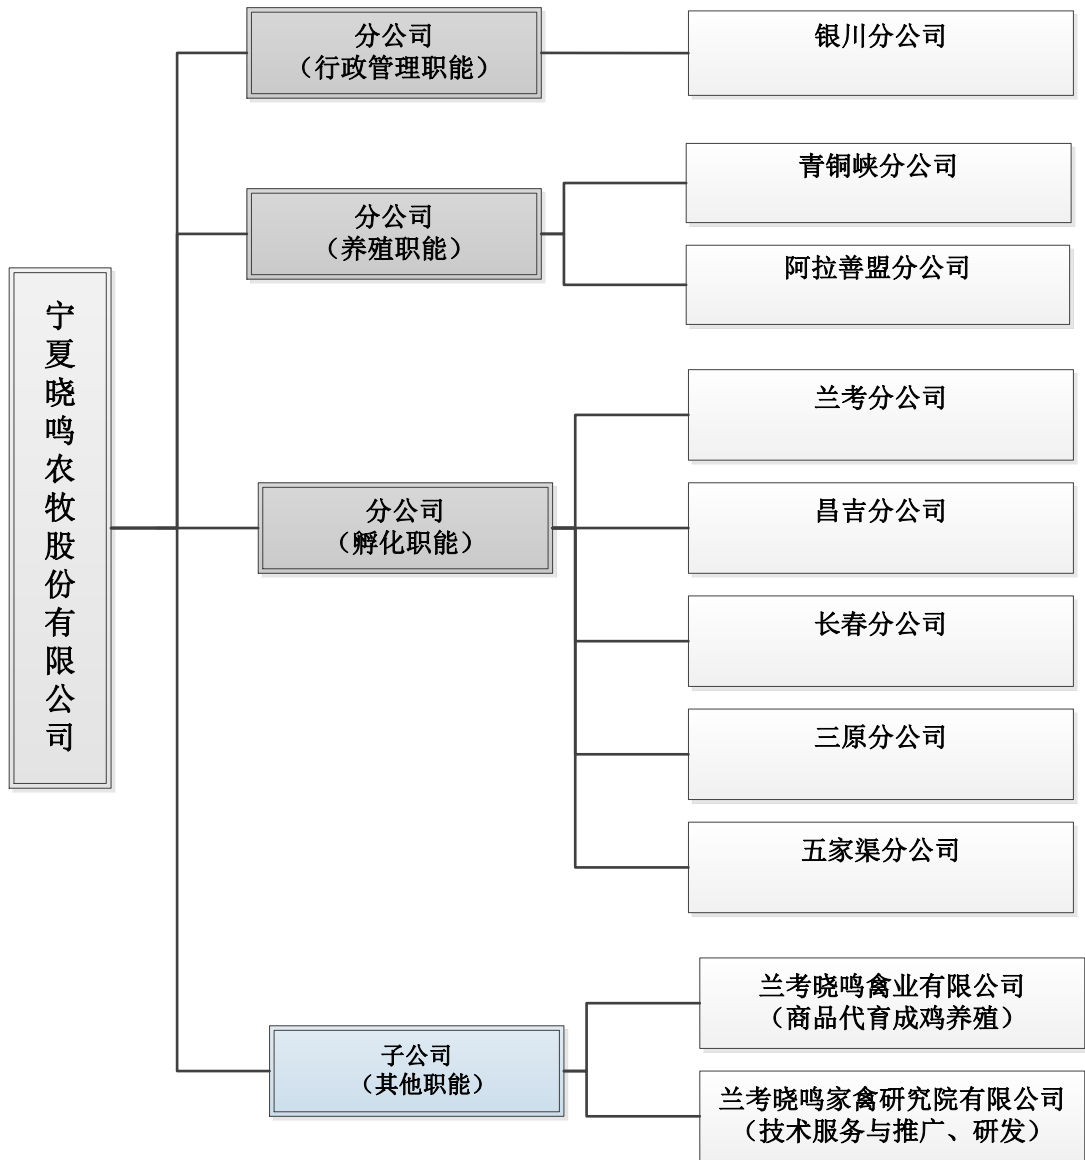 宁夏晓鸣农牧股份有限公司
分公司
（行政管理职能）
银川分公司
分公司
（养殖职能）
青铜峡分公司
阿拉善盟分公司
分公司
（孵化职能）
兰考分公司
昌吉分公司
长春分公司
三原分公司
五家渠分公司
子公司
（其他职能）
兰考晓鸣禽业有限公司
（商品代育成鸡养殖）
兰考晓鸣家禽研究院有限公司
（技术服务与推广、研发）